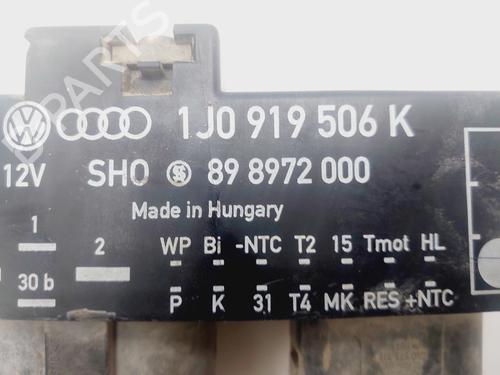 1J0 919 506 K
12V SHO 89 8972 000
Made in Hungary
1
2
WP Bi -NTC T2 15 Tmot HL
30 b
P K 31 T4 MK RES +NTC